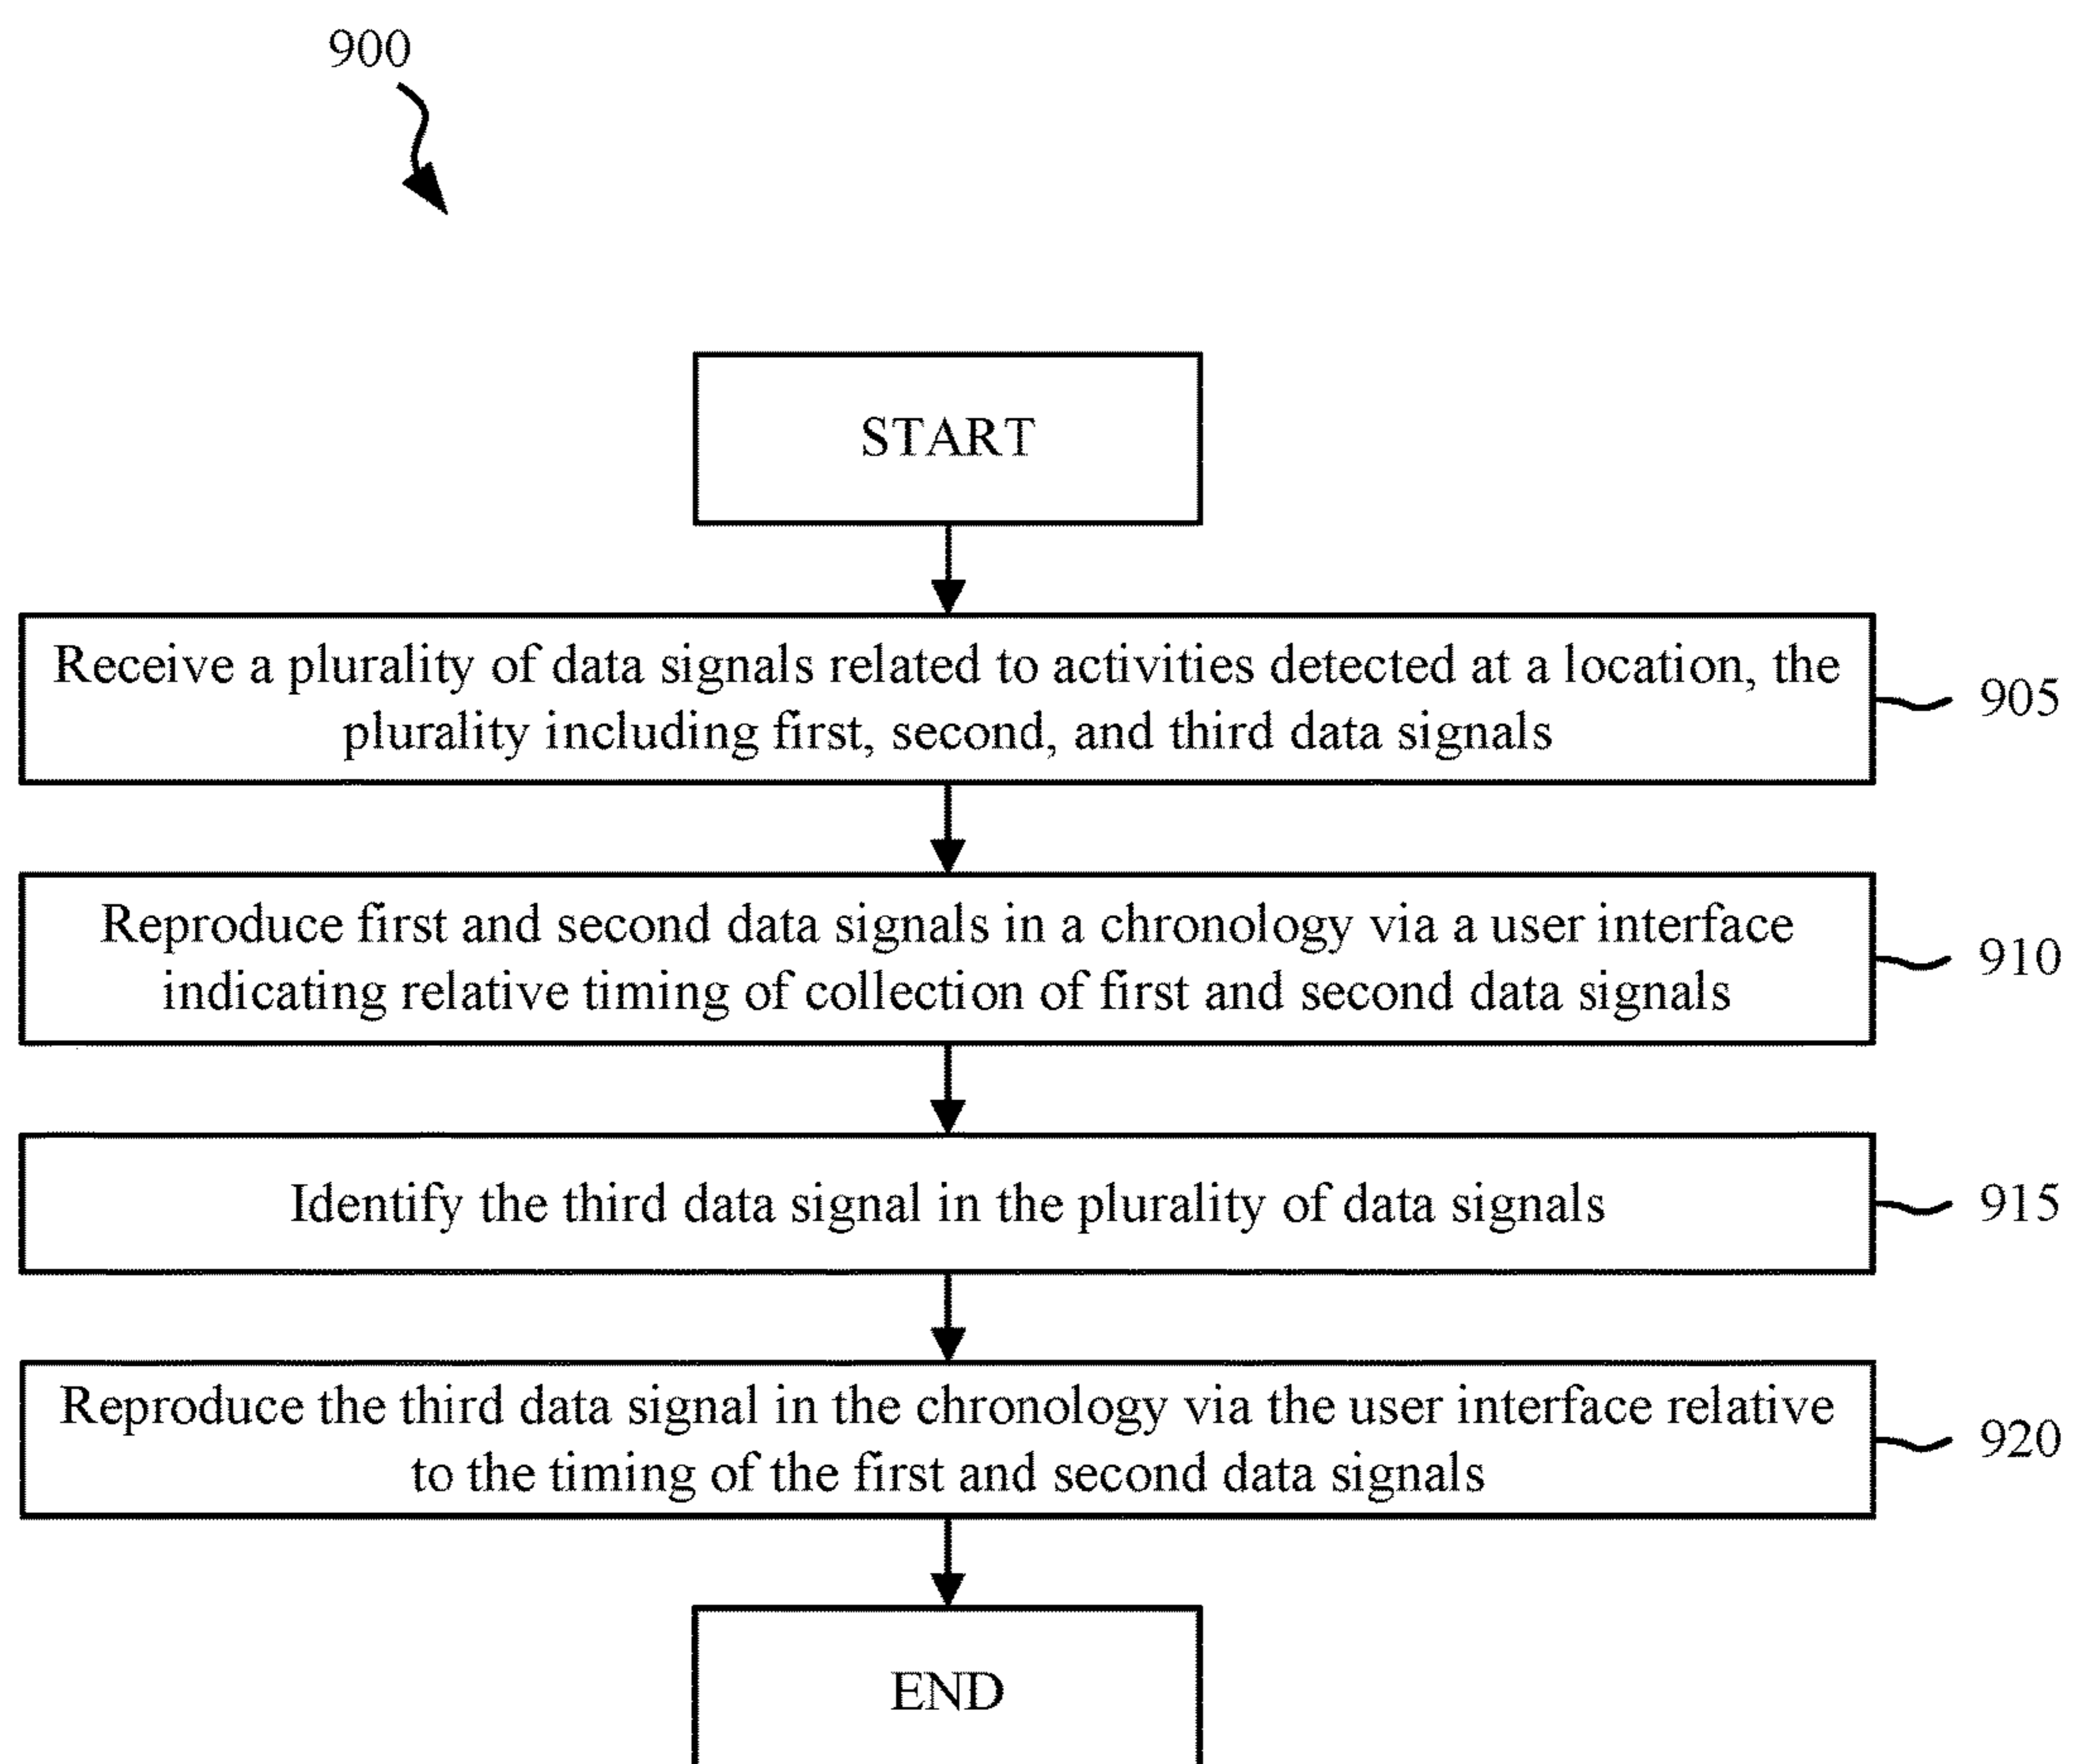 900
START
Receive a plurality of data signals related to activities detected at a location, the
plurality including first, second, and third data signals
905
Reproduce first and second data signals in a chronology via a user interface
indicating relative timing of collection of first and second data signals
910
Identify the third data signal in the plurality of data signals
915
Reproduce the third data signal in the chronology via the user interface relative
to the timing of the first and second data signals
920
END